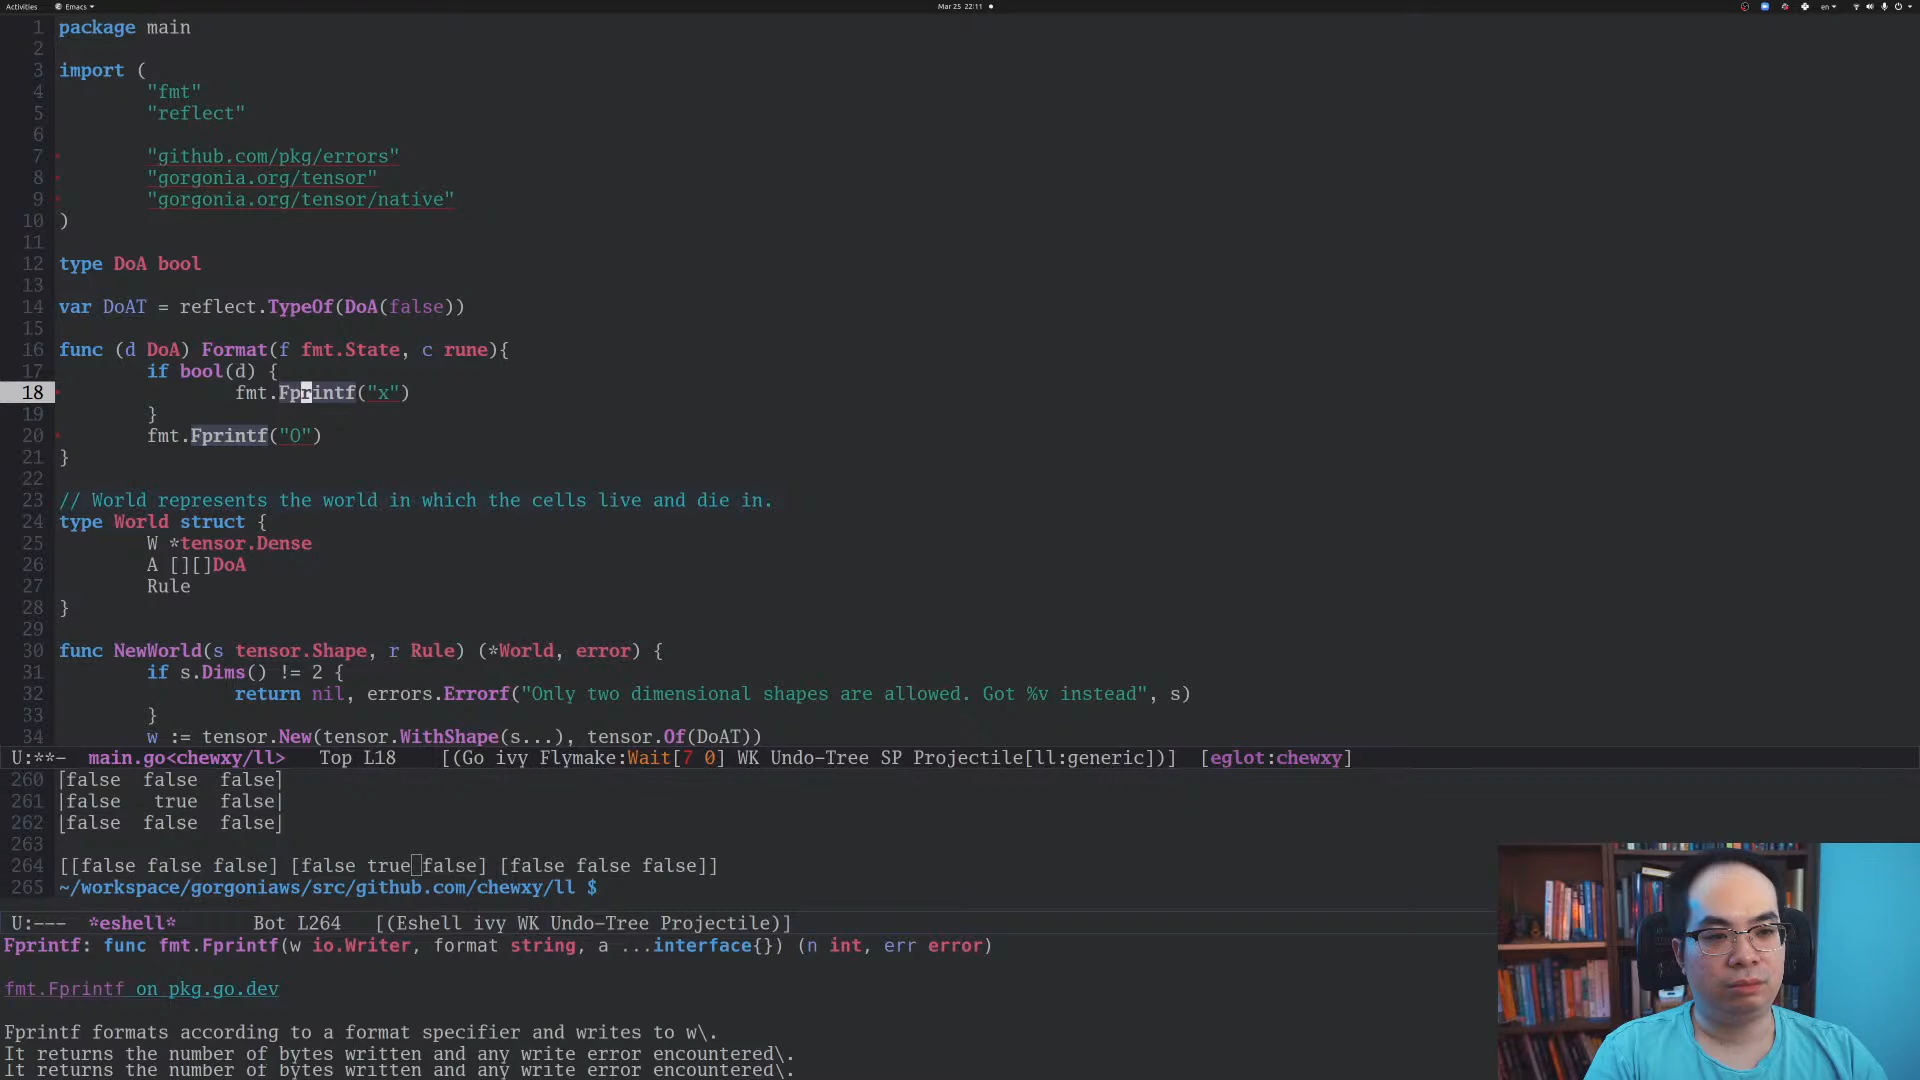 Activities Emacs Mar 25 22:11 en
1 package main
2
3 import (
4 "fmt"
5 "reflect"
6
7 "github.com/pkg/errors"
8 "gorgonia.org/tensor"
9 "gorgonia.org/tensor/native"
10 )
11
12 type DoA bool
13
14 var DoAT = reflect.TypeOf(DoA(false))
15
16 func (d DoA) Format(f fmt.State, c rune){
17 if bool(d) {
18 fmt.Fprintf("x")
19 }
20 fmt.Fprintf("O")
21 }
22
23 // World represents the world in which the cells live and die in.
24 type World struct {
25 W *tensor.Dense
26 A [][]DoA
27 Rule
28 }
29
30 func NewWorld(s tensor.Shape, r Rule) (*World, error) {
31 if s.Dims() != 2 {
32 return nil, errors.Errorf("Only two dimensional shapes are allowed. Got %v instead", s)
33 }
34 w := tensor.New(tensor.WithShape(s...), tensor.Of(DoAT))
U:**- main.go<chewxy/ll> Top L18 [(Go ivy Flymake:Wait[7 0] WK Undo-Tree SP Projectile[ll:generic])] [eglot:chewxy]
260 ⎡false false false⎤
261 ⎢false true false⎥
262 ⎣false false false⎦
263
264 [[false false false] [false true false] [false false false]]
265 ~/workspace/gorgoniaws/src/github.com/chewxy/ll $
U:--- *eshell* Bot L264 [(Eshell ivy WK Undo-Tree Projectile)]
Fprintf: func fmt.Fprintf(w io.Writer, format string, a ...interface{}) (n int, err error)
fmt.Fprintf on pkg.go.dev
Fprintf formats according to a format specifier and writes to w\.
It returns the number of bytes written and any write error encountered\.
It returns the number of bytes written and any write error encountered\.